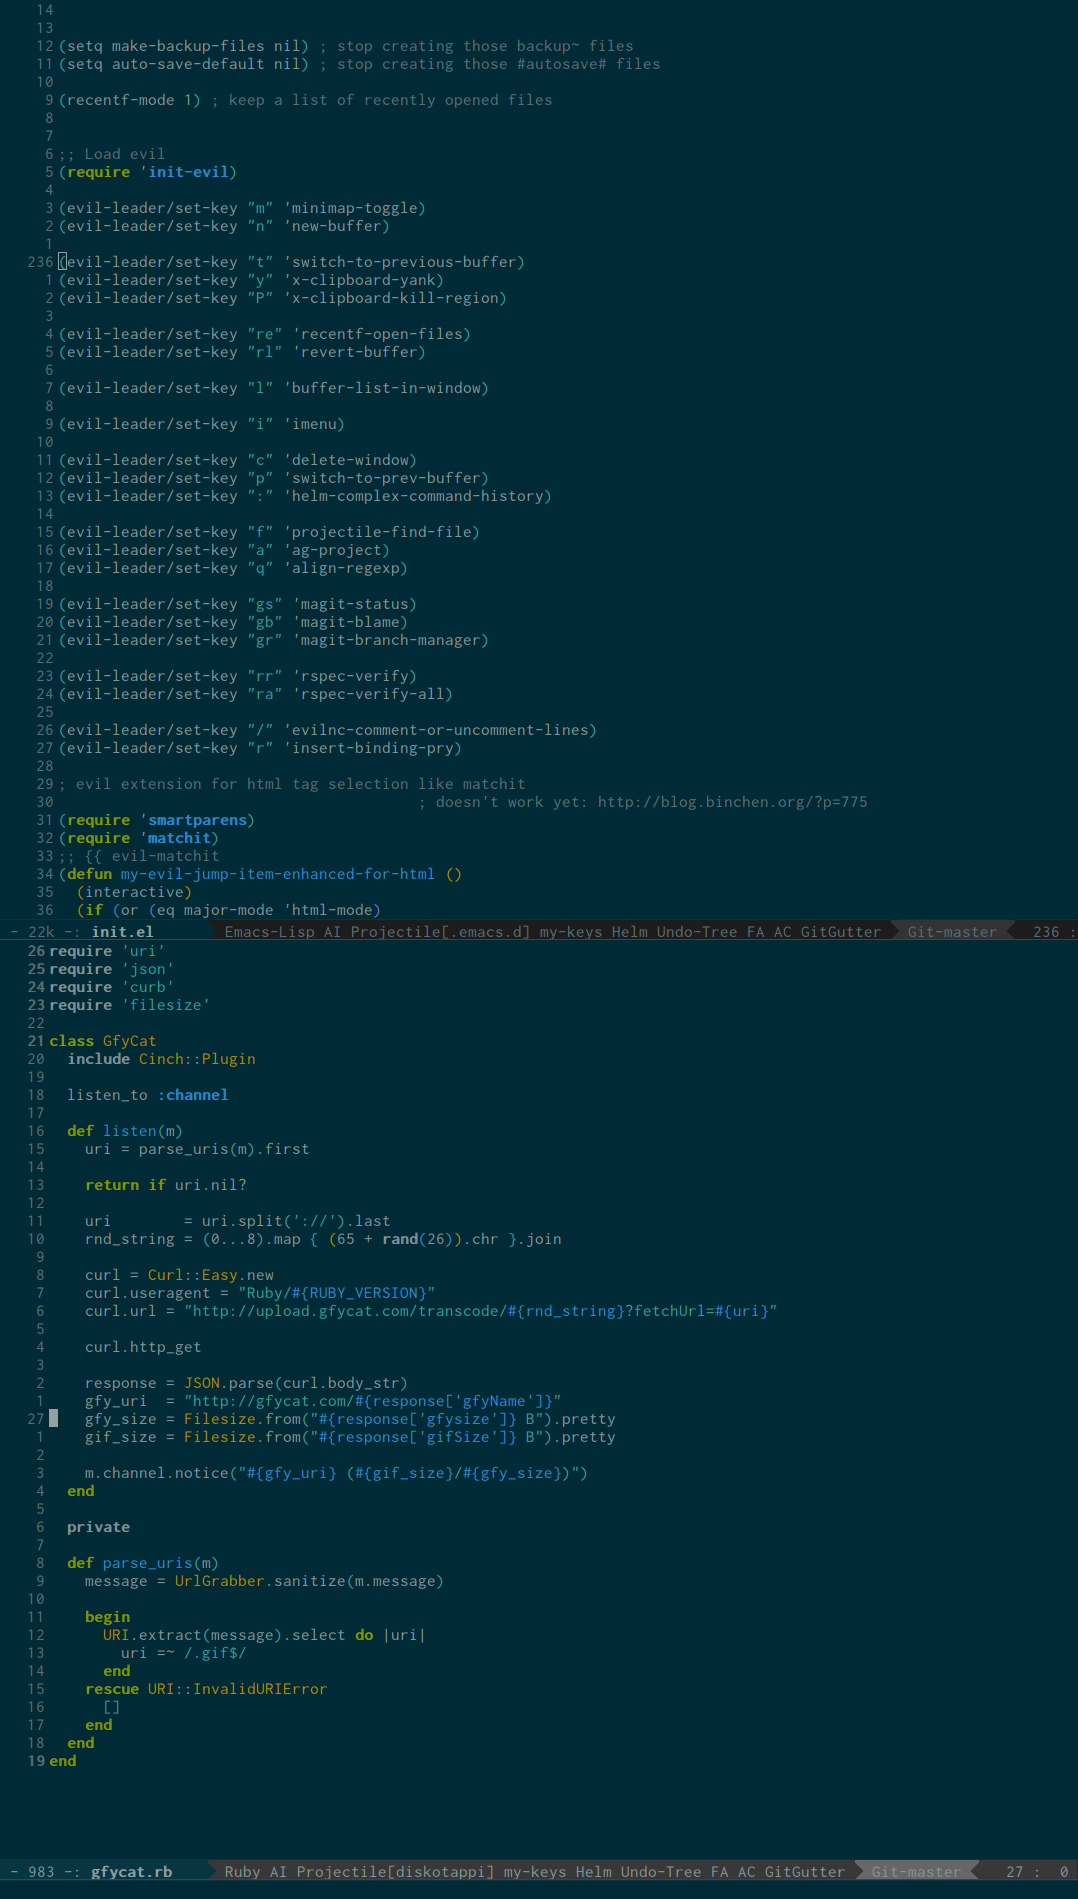 14
13
12 (setq make-backup-files nil) ; stop creating those backup~ files
11 (setq auto-save-default nil) ; stop creating those #autosave# files
10
9 (recentf-mode 1) ; keep a list of recently opened files
8
7
6 ;; Load evil
5 (require 'init-evil)
4
3 (evil-leader/set-key "m" 'minimap-toggle)
2 (evil-leader/set-key "n" 'new-buffer)
1
236 (evil-leader/set-key "t" 'switch-to-previous-buffer)
1 (evil-leader/set-key "y" 'x-clipboard-yank)
2 (evil-leader/set-key "P" 'x-clipboard-kill-region)
3
4 (evil-leader/set-key "re" 'recentf-open-files)
5 (evil-leader/set-key "rl" 'revert-buffer)
6
7 (evil-leader/set-key "l" 'buffer-list-in-window)
8
9 (evil-leader/set-key "i" 'imenu)
10
11 (evil-leader/set-key "c" 'delete-window)
12 (evil-leader/set-key "p" 'switch-to-prev-buffer)
13 (evil-leader/set-key ":" 'helm-complex-command-history)
14
15 (evil-leader/set-key "f" 'projectile-find-file)
16 (evil-leader/set-key "a" 'ag-project)
17 (evil-leader/set-key "q" 'align-regexp)
18
19 (evil-leader/set-key "gs" 'magit-status)
20 (evil-leader/set-key "gb" 'magit-blame)
21 (evil-leader/set-key "gr" 'magit-branch-manager)
22
23 (evil-leader/set-key "rr" 'rspec-verify)
24 (evil-leader/set-key "ra" 'rspec-verify-all)
25
26 (evil-leader/set-key "/" 'evilnc-comment-or-uncomment-lines)
27 (evil-leader/set-key "r" 'insert-binding-pry)
28
29 ; evil extension for html tag selection like matchit
30 ; doesn't work yet: http://blog.binchen.org/?p=775
31 (require 'smartparens)
32 (require 'matchit)
33 ;; {{ evil-matchit
34 (defun my-evil-jump-item-enhanced-for-html ()
35   (interactive)
36   (if (or (eq major-mode 'html-mode)
- 22k -: init.el Emacs-Lisp AI Projectile[.emacs.d] my-keys Helm Undo-Tree FA AC GitGutter Git-master 236 :
26 require 'uri'
25 require 'json'
24 require 'curb'
23 require 'filesize'
22
21 class GfyCat
20   include Cinch::Plugin
19
18   listen_to :channel
17
16   def listen(m)
15     uri = parse_uris(m).first
14
13     return if uri.nil?
12
11     uri        = uri.split('://').last
10     rnd_string = (0...8).map { (65 + rand(26)).chr }.join
9
8     curl = Curl::Easy.new
7     curl.useragent = "Ruby/#{RUBY_VERSION}"
6     curl.url = "http://upload.gfycat.com/transcode/#{rnd_string}?fetchUrl=#{uri}"
5
4     curl.http_get
3
2     response = JSON.parse(curl.body_str)
1     gfy_uri  = "http://gfycat.com/#{response['gfyName']}"
27     gfy_size = Filesize.from("#{response['gfysize']} B").pretty
1     gif_size = Filesize.from("#{response['gifSize']} B").pretty
2
3     m.channel.notice("#{gfy_uri} (#{gif_size}/#{gfy_size})")
4   end
5
6   private
7
8   def parse_uris(m)
9     message = UrlGrabber.sanitize(m.message)
10
11     begin
12       URI.extract(message).select do |uri|
13         uri =~ /.gif$/
14       end
15     rescue URI::InvalidURIError
16       []
17     end
18   end
19 end
- 983 -: gfycat.rb Ruby AI Projectile[diskotappi] my-keys Helm Undo-Tree FA AC GitGutter Git-master 27 : 0